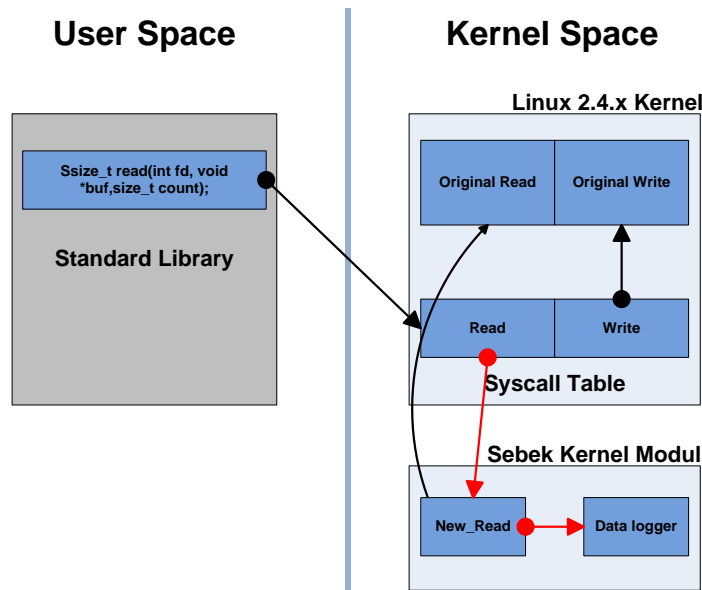 User Space
Kernel Space
Linux 2.4.x Kernel
Ssize_t read(int fd, void
*buf,size_t count);
Original Read
Original Write
Standard Library
Read
Write
Syscall Table
Sebek Kernel Modul
New_Read
Data logger